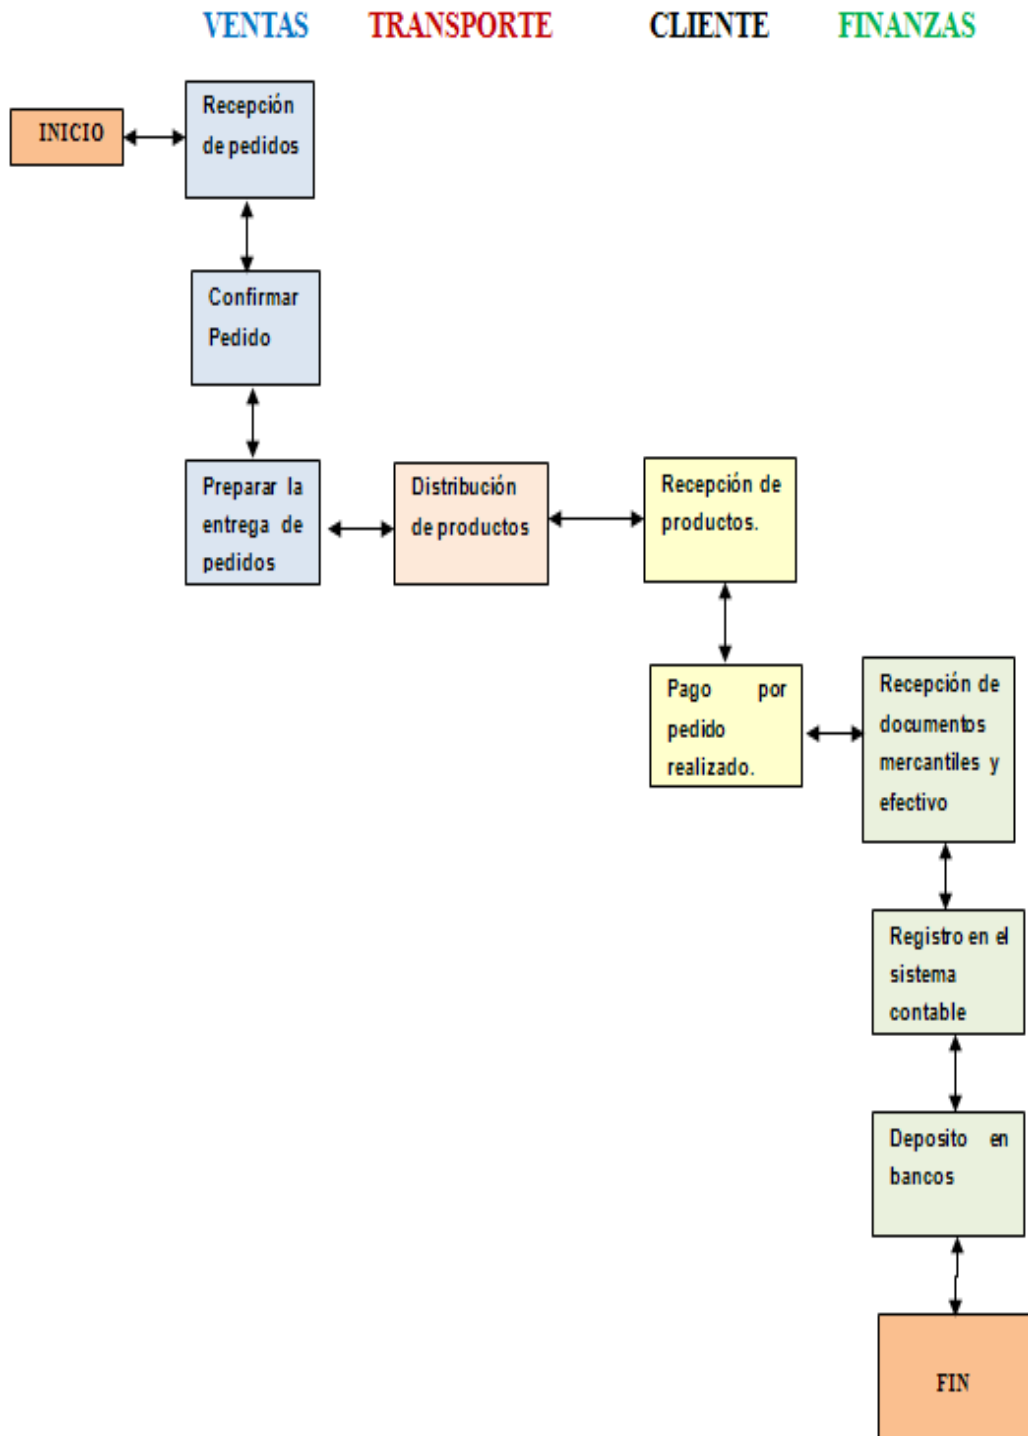 VENTAS TRANSPORTE CLIENTE FINANZAS
INICIO
Recepción
de pedidos
Confirmar
Pedido
Preparar la
entrega de
pedidos
Distribución
de productos
Recepción de
productos.
Pago por
pedido
realizado.
Recepción de
documentos
mercantiles y
efectivo
Registro en el
sistema
contable
Deposito en
bancos
FIN